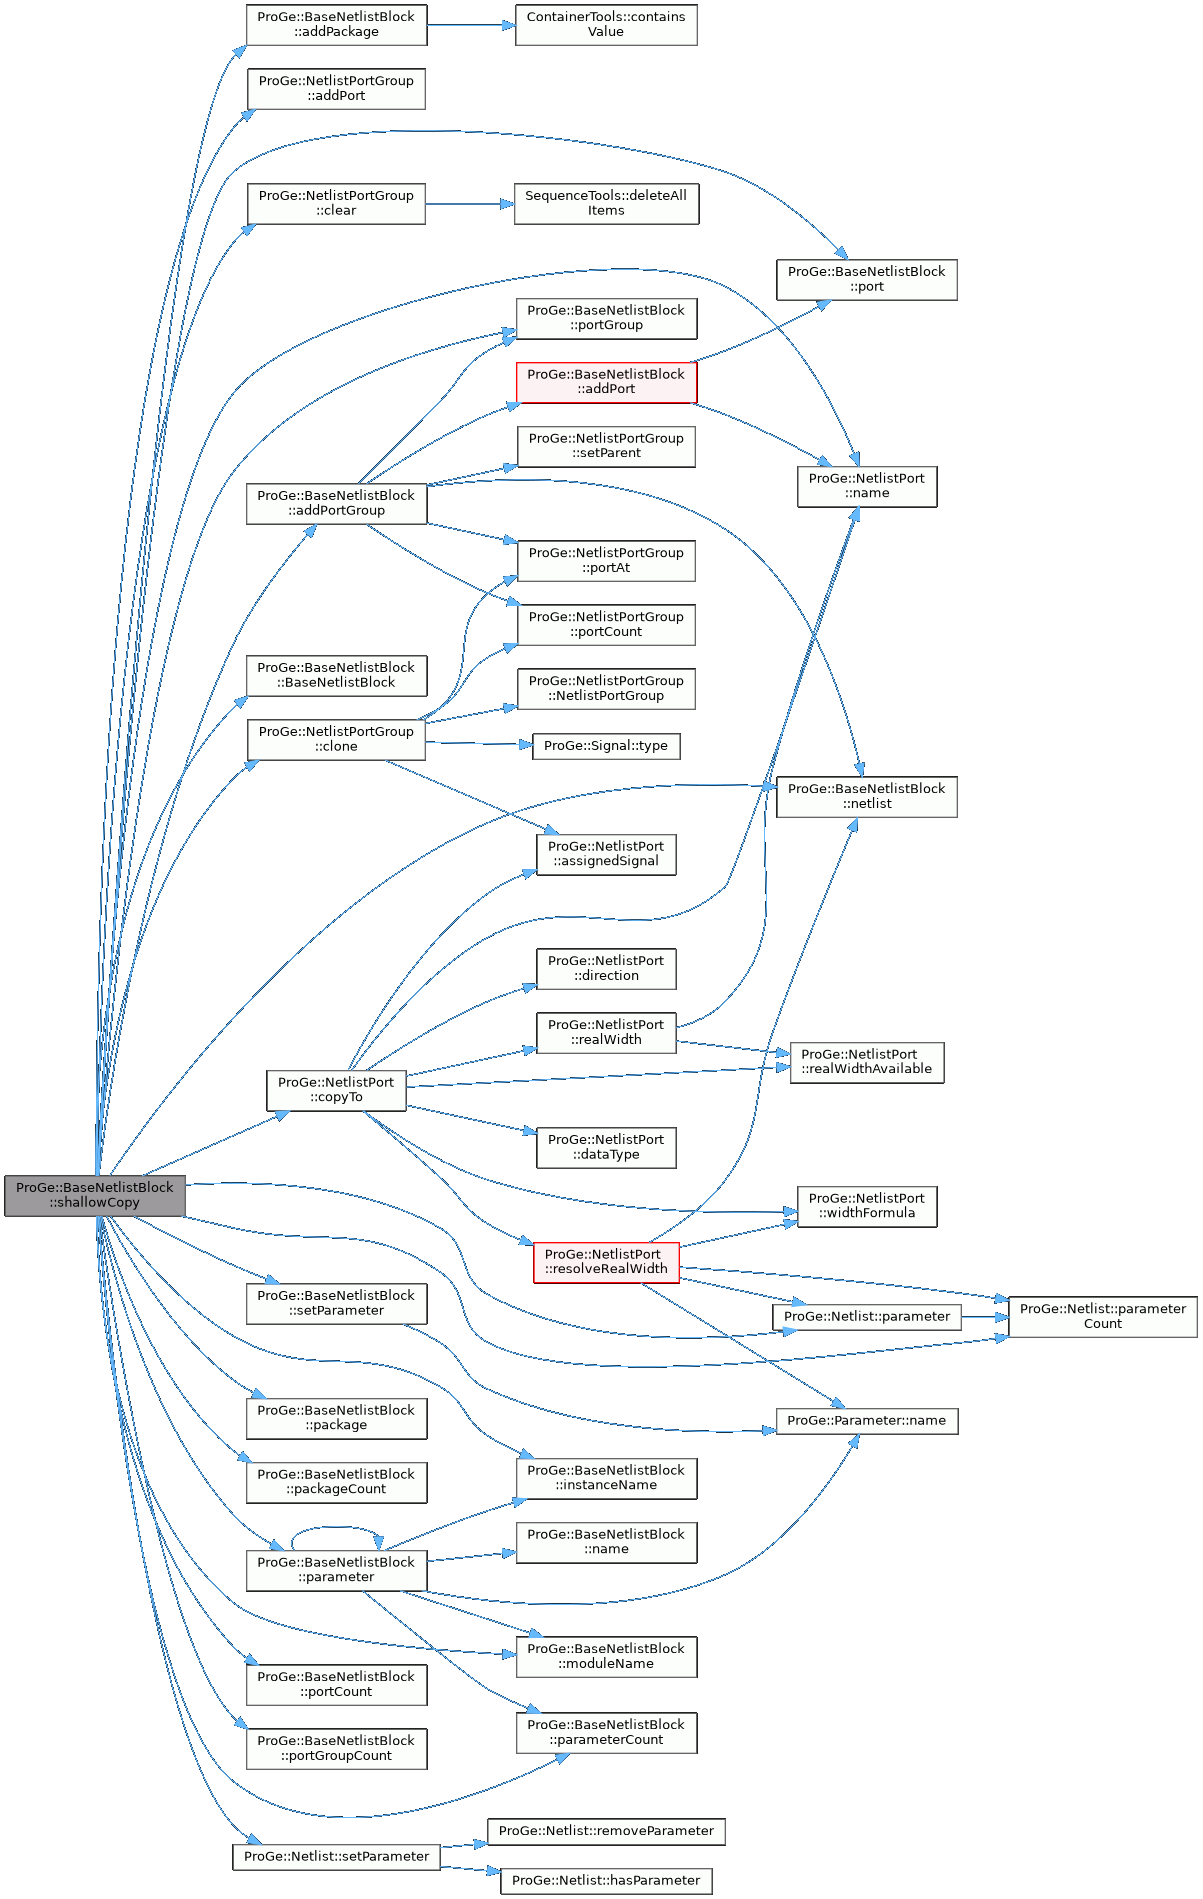 ProGe::BaseNetlistBlock
::addPackage
ContainerTools::contains
Value
ProGe::NetlistPortGroup
::addPort
ProGe::NetlistPortGroup
::clear
SequenceTools::deleteAll
Items
ProGe::BaseNetlistBlock
::port
ProGe::BaseNetlistBlock
::portGroup
ProGe::BaseNetlistBlock
::addPort
ProGe::NetlistPortGroup
::setParent
ProGe::NetlistPort
::name
ProGe::BaseNetlistBlock
::addPortGroup
ProGe::NetlistPortGroup
::portAt
ProGe::NetlistPortGroup
::portCount
ProGe::BaseNetlistBlock
::BaseNetlistBlock
ProGe::NetlistPortGroup
::NetlistPortGroup
ProGe::NetlistPortGroup
::clone
ProGe::Signal::type
ProGe::BaseNetlistBlock
::netlist
ProGe::NetlistPort
::assignedSignal
ProGe::NetlistPort
::direction
ProGe::NetlistPort
::realWidth
ProGe::NetlistPort
::realWidthAvailable
ProGe::NetlistPort
::copyTo
ProGe::NetlistPort
::dataType
ProGe::BaseNetlistBlock
::shallowCopy
ProGe::NetlistPort
::widthFormula
ProGe::NetlistPort
::resolveRealWidth
ProGe::BaseNetlistBlock
::setParameter
ProGe::Netlist::parameter
ProGe::Netlist::parameter
Count
ProGe::BaseNetlistBlock
::package
ProGe::Parameter::name
ProGe::BaseNetlistBlock
::packageCount
ProGe::BaseNetlistBlock
::instanceName
ProGe::BaseNetlistBlock
::name
ProGe::BaseNetlistBlock
::parameter
ProGe::BaseNetlistBlock
::moduleName
ProGe::BaseNetlistBlock
::portCount
ProGe::BaseNetlistBlock
::parameterCount
ProGe::BaseNetlistBlock
::portGroupCount
ProGe::Netlist::removeParameter
ProGe::Netlist::setParameter
ProGe::Netlist::hasParameter